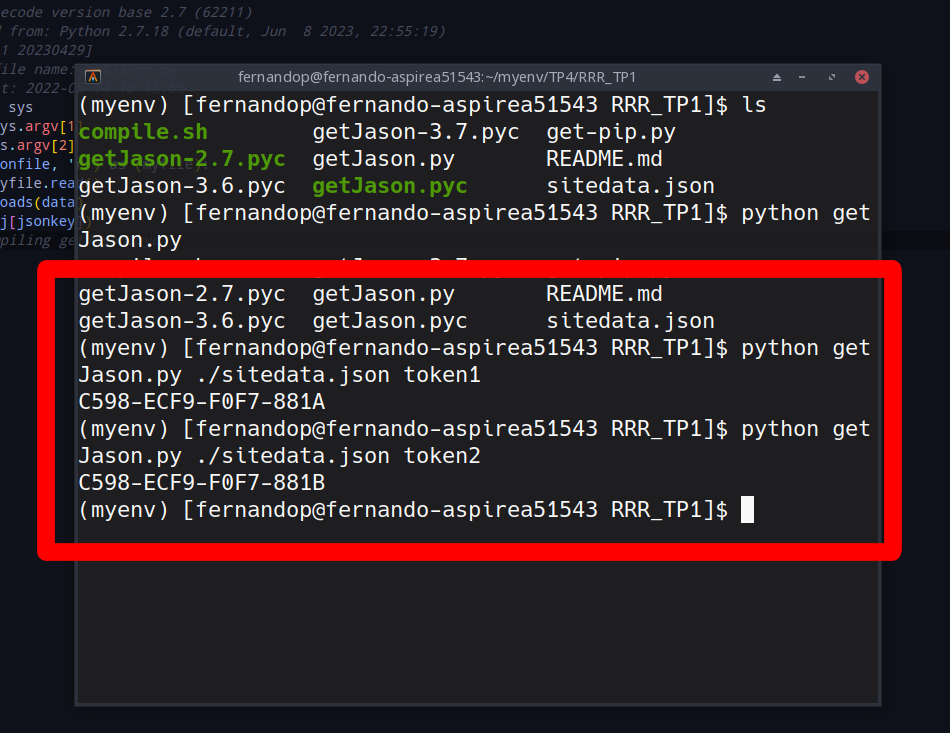 ecode version base 2.7 (62211)
from: Python 2.7.18 (default, Jun  8 2023, 22:55:19)
1 20230429]
file name:
t: 2022-0
sys
ys.argv[1]
s.argv[2]
onfile, '
yfile.rea
oads(data
j[jsonkey]
piling ge
fernandop@fernando-aspirea51543:~/myenv/TP4/RRR_TP1
(myenv) [fernandop@fernando-aspirea51543 RRR_TP1]$ ls
compile.sh        getJason-3.7.pyc  get-pip.py
getJason-2.7.pyc  getJason.py       README.md
getJason-3.6.pyc  getJason.pyc      sitedata.json
(myenv) [fernandop@fernando-aspirea51543 RRR_TP1]$ python get
Jason.py
getJason-2.7.pyc  getJason.py       README.md
getJason-3.6.pyc  getJason.pyc      sitedata.json
(myenv) [fernandop@fernando-aspirea51543 RRR_TP1]$ python get
Jason.py ./sitedata.json token1
C598-ECF9-F0F7-881A
(myenv) [fernandop@fernando-aspirea51543 RRR_TP1]$ python get
Jason.py ./sitedata.json token2
C598-ECF9-F0F7-881B
(myenv) [fernandop@fernando-aspirea51543 RRR_TP1]$